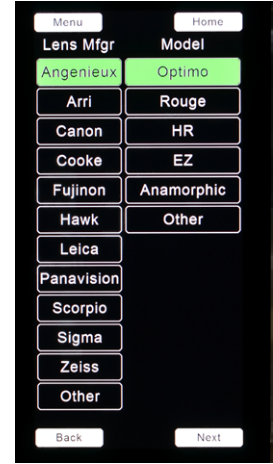 Menu Home
Lens Mfgr Model
Angenieux Optimo
Arri Rouge
Canon HR
Cooke EZ
Fujinon Anamorphic
Hawk Other
Leica
Panavision
Scorpio
Sigma
Zeiss
Other
Back Next